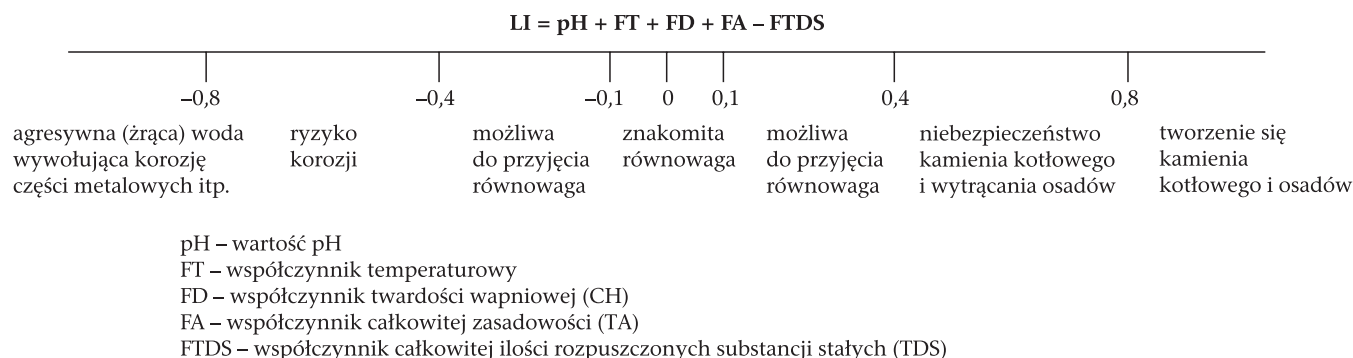 LI = pH + FT + FD + FA – FTDS
–0,8 –0,4 –0,1 0 0,1 0,4 0,8
agresywna (żrąca) woda
wywołująca korozję
części metalowych itp.
ryzyko
korozji
możliwa
do przyjęcia
równowaga
znakomita
równowaga
możliwa
do przyjęcia
równowaga
niebezpieczeństwo
kamienia kotłowego
i wytrącania osadów
tworzenie się
kamienia
kotłowego i osadów
pH – wartość pH
FT – współczynnik temperaturowy
FD – współczynnik twardości wapniowej (CH)
FA – współczynnik całkowitej zasadowości (TA)
FTDS – współczynnik całkowitej ilości rozpuszczonych substancji stałych (TDS)